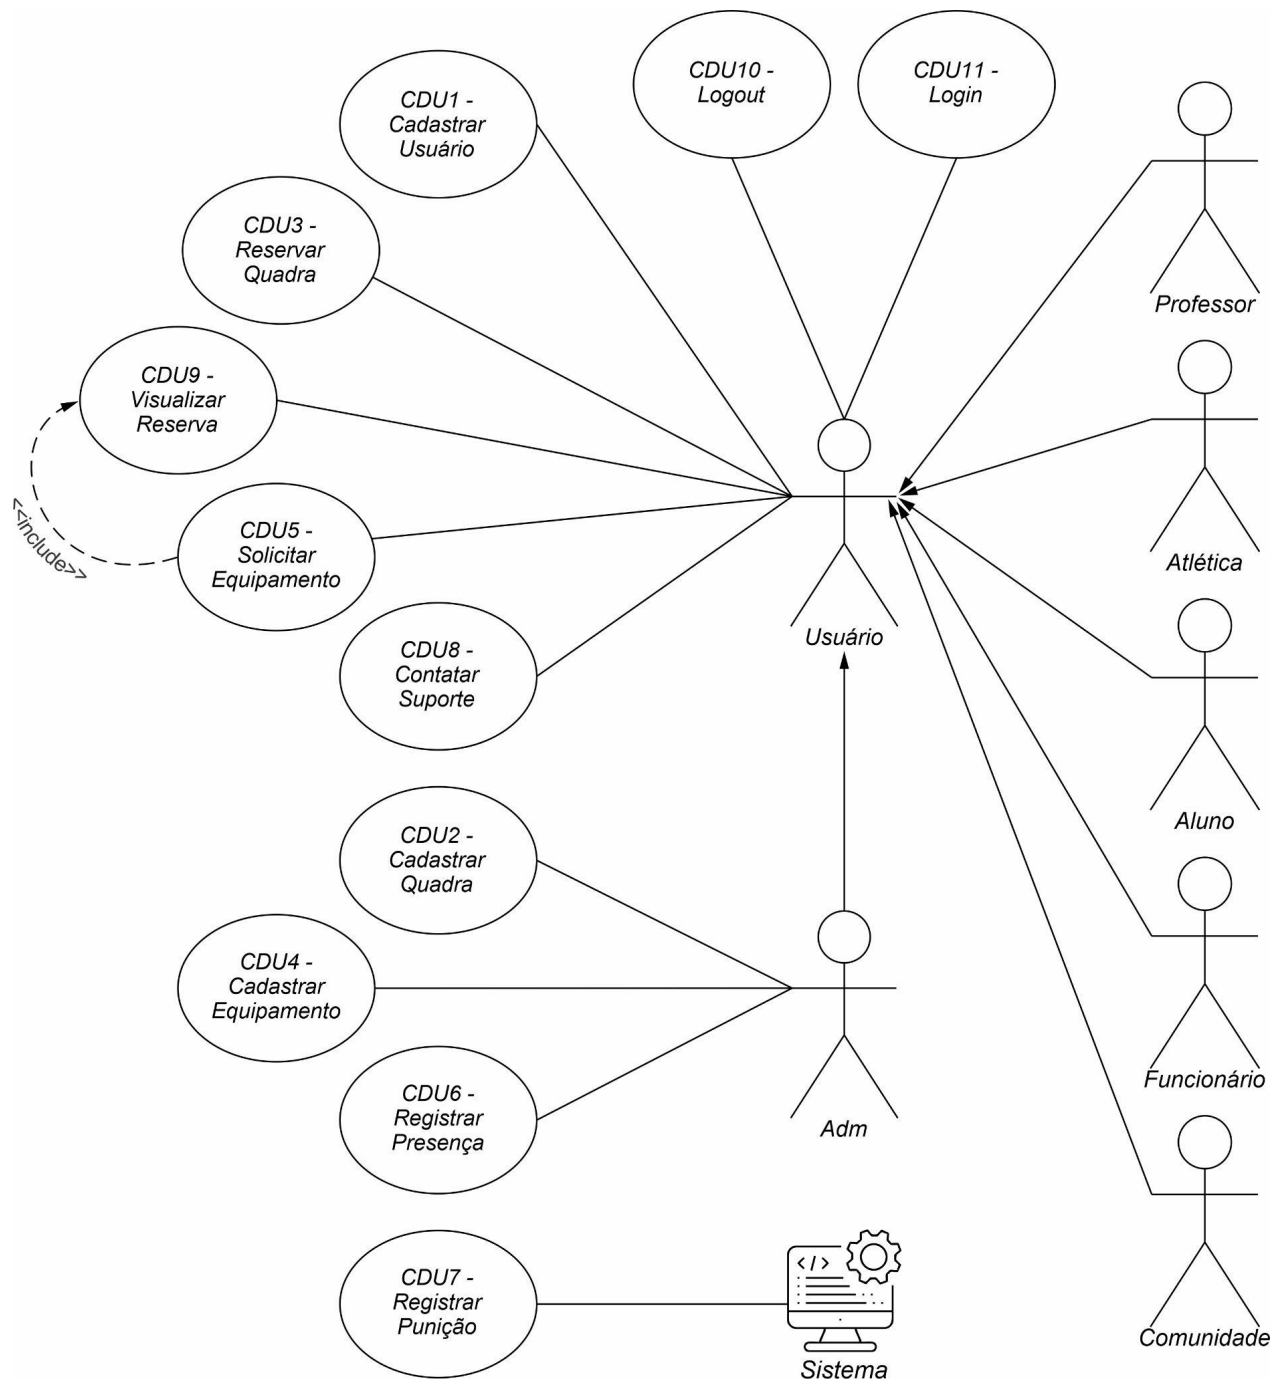 CDU10 -
Logout
CDU11 -
Login
CDU1 -
Cadastrar
Usuário
CDU3 -
Reservar
Quadra
CDU9 -
Visualizar
Reserva
<<include>>
CDU5 -
Solicitar
Equipamento
CDU8 -
Contatar
Suporte
Usuário
CDU2 -
Cadastrar
Quadra
CDU4 -
Cadastrar
Equipamento
CDU6 -
Registrar
Presença
Adm
CDU7 -
Registrar
Punição
</>
Sistema
Professor
Atlética
Aluno
Funcionário
Comunidade